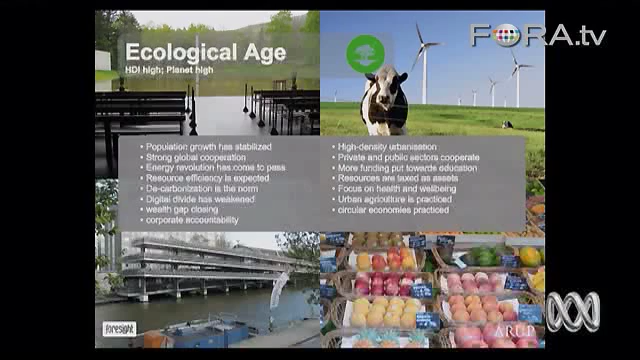 FORA.tv
Ecological Age
HDI high; Planet high
• Population growth has stabilized
• Strong global cooperation
• Energy revolution has come to pass
• Resource efficiency is expected
• De-carbonization is the norm
• Digital divide has weakened
• wealth gap closing
• corporate accountability
• High-density urbanisation
• Private and public sectors cooperate
• More funding put towards education
• Resources are taxed as assets
• Focus on health and wellbeing
• Urban agriculture is practiced
• circular economies practiced
foresight
ARUP